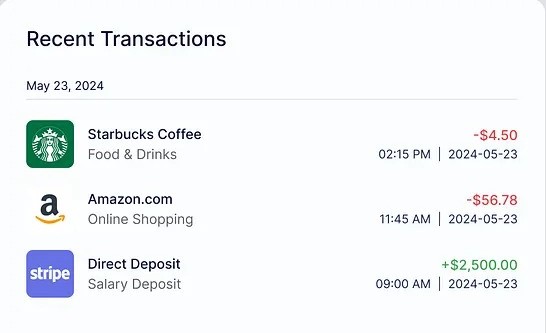 Recent Transactions
May 23, 2024
Starbucks Coffee -$4.50
Food & Drinks 02:15 PM | 2024-05-23
a Amazon.com -$56.78
Online Shopping 11:45 AM | 2024-05-23
stripe Direct Deposit +$2,500.00
Salary Deposit 09:00 AM | 2024-05-23